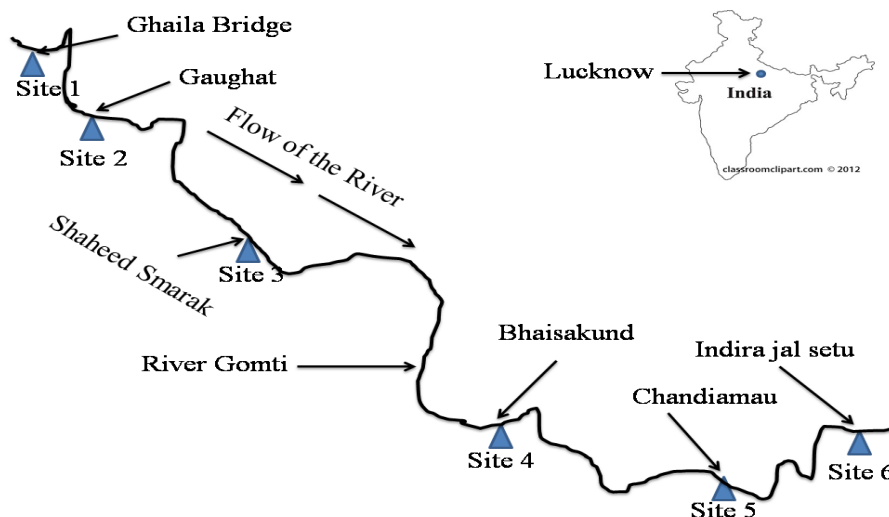 Ghaila Bridge
Site 1
Gaughat
Site 2
Flow of the River
Lucknow
India
classroomclipart.com © 2012
Shaheed Smarak
Site 3
River Gomti
Bhaisakund
Site 4
Indira jal setu
Chandiamau
Site 5
Site 6